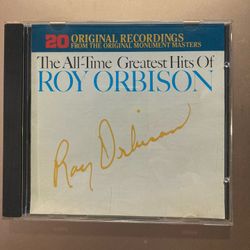 20 ORIGINAL RECORDINGS
FROM THE ORIGINAL MONUMENT MASTERS
The All-Time Greatest Hits Of
ROY ORBISON
Roy Orbison